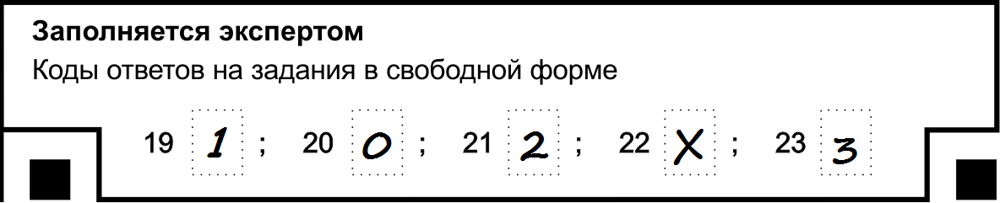 Заполняется экспертом
Коды ответов на задания в свободной форме
19 1 ; 20 0 ; 21 2 ; 22 X ; 23 3